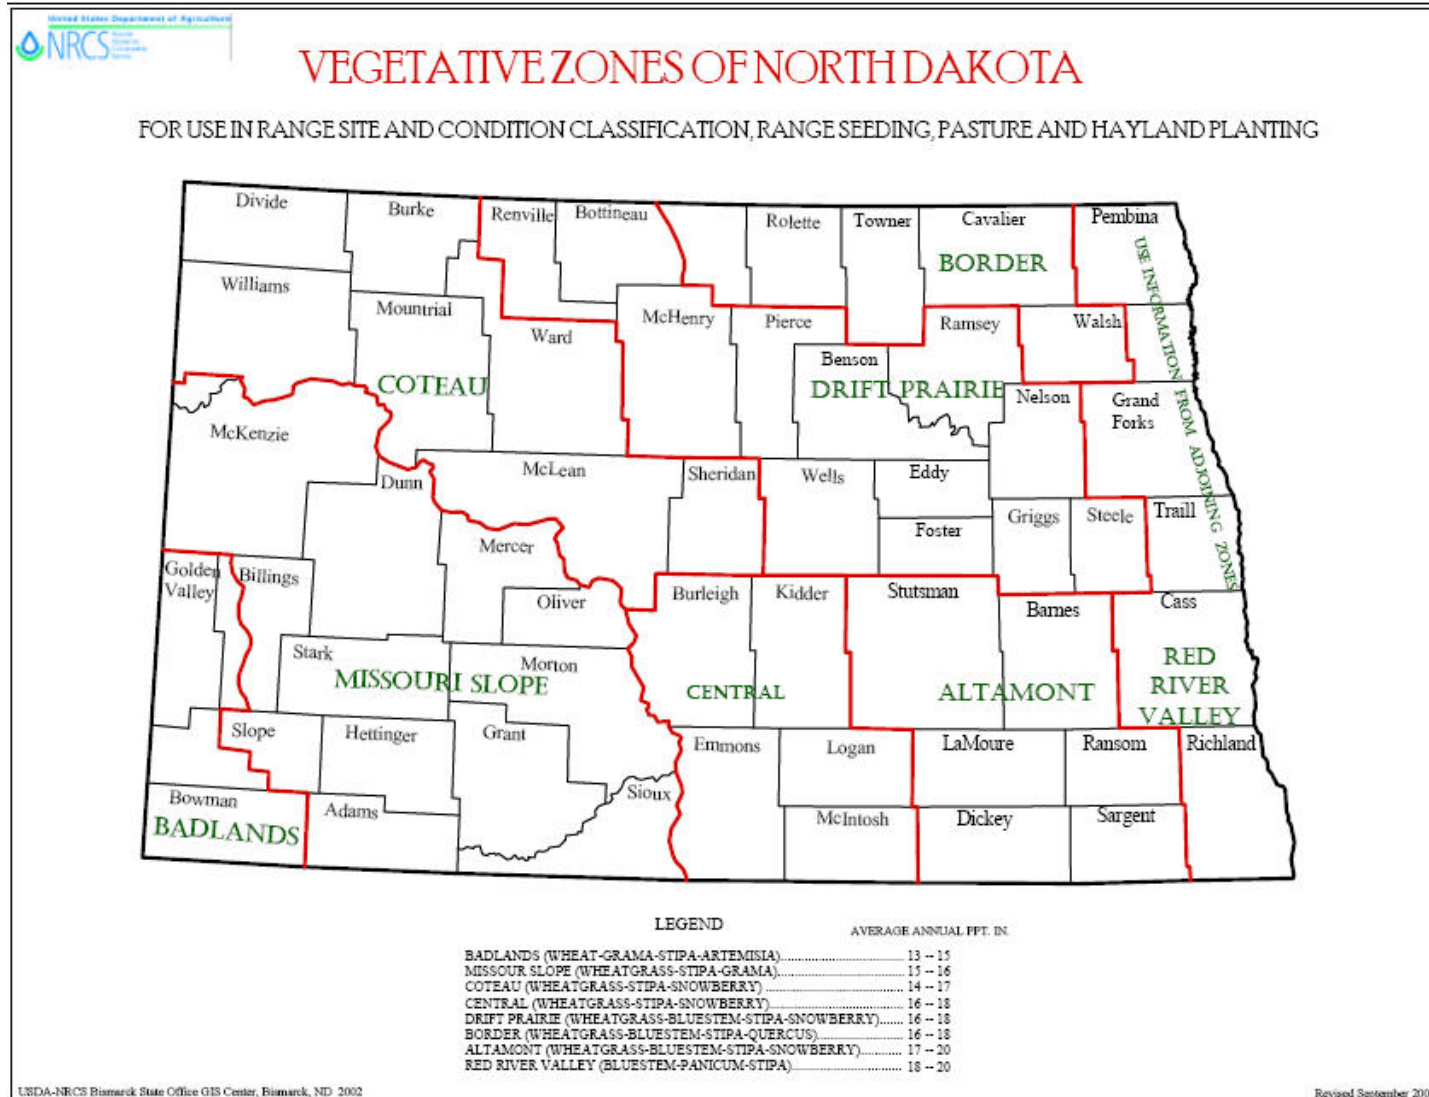 United States Department of Agriculture
NRCS
VEGETATIVE ZONES OF NORTH DAKOTA
FOR USE IN RANGE SITE AND CONDITION CLASSIFICATION, RANGE SEEDING, PASTURE AND HAYLAND PLANTING
Divide
Burke
Renville
Bottineau
Rolette
Towner
Cavalier
Pembina
BORDER
USE INFORMATION FROM ADJOINING ZONES
Williams
Mountrial
Ward
McHenry
Pierce
Ramsey
Walsh
Benson
COTEAU
DRIFT PRAIRIE
Nelson
Grand
Forks
McKenzie
Dunn
McLean
Sheridan
Wells
Eddy
Foster
Griggs
Steele
Traill
Mercer
Golden
Valley
Billings
Oliver
Burleigh
Kidder
Stutsman
Barnes
Cass
Stark
Morton
MISSOURI SLOPE
CENTRAL
ALTAMONT
RED
RIVER
VALLEY
Slope
Hettinger
Grant
Emmons
Logan
LaMoure
Ransom
Richland
Sioux
Bowman
Adams
McIntosh
Dickey
Sargent
BADLANDS
LEGEND
AVERAGE ANNUAL PPT. IN.
BADLANDS (WHEAT-GRAMA-STIPA-ARTEMISIA)............................ 13 -- 15
MISSOUR SLOPE (WHEATGRASS-STIPA-GRAMA)............................ 15 -- 16
COTEAU (WHEATGRASS-STIPA-SNOWBERRY) ............................ 14 -- 17
CENTRAL (WHEATGRASS-STIPA-SNOWBERRY)............................ 16 -- 18
DRIFT PRAIRIE (WHEATGRASS-BLUESTEM-STIPA-SNOWBERRY)...... 16 -- 18
BORDER (WHEATGRASS-BLUESTEM-STIPA-QUERCUS)..................... 16 -- 18
ALTAMONT (WHEATGRASS-BLUESTEM-STIPA-SNOWBERRY)........... 17 -- 20
RED RIVER VALLEY (BLUESTEM-PANICUM-STIPA)............................ 18 -- 20
USDA-NRCS Bismarck State Office GIS Center, Bismarck, ND 2002
Revised September 200